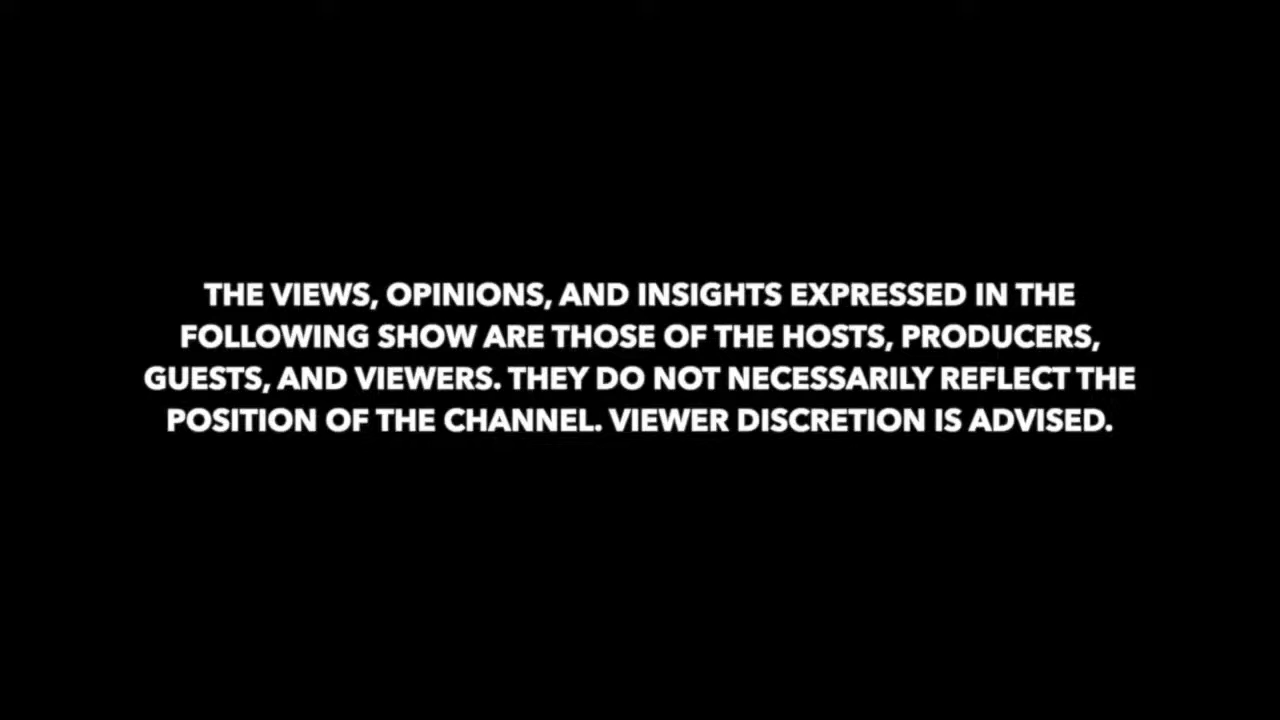 THE VIEWS, OPINIONS, AND INSIGHTS EXPRESSED IN THE
FOLLOWING SHOW ARE THOSE OF THE HOSTS, PRODUCERS,
GUESTS, AND VIEWERS. THEY DO NOT NECESSARILY REFLECT THE
POSITION OF THE CHANNEL. VIEWER DISCRETION IS ADVISED.